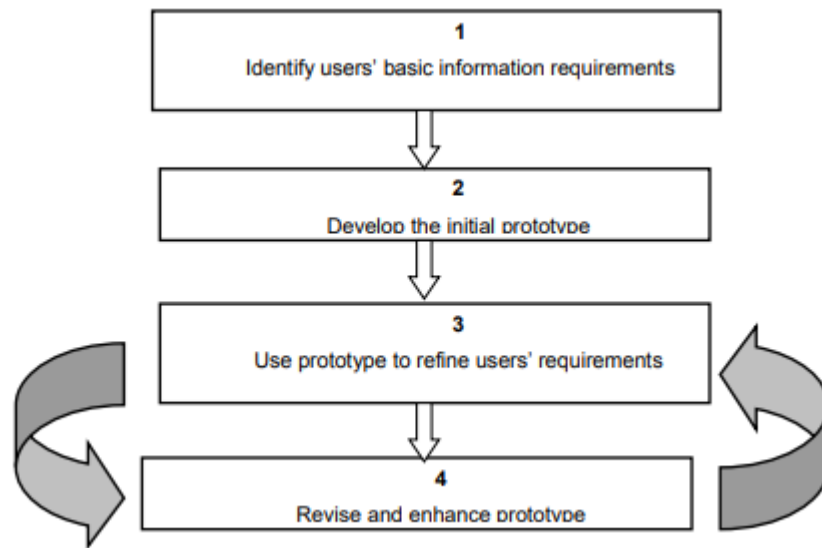 1
Identify users' basic information requirements
2
Develop the initial prototype
3
Use prototype to refine users' requirements
4
Revise and enhance prototype